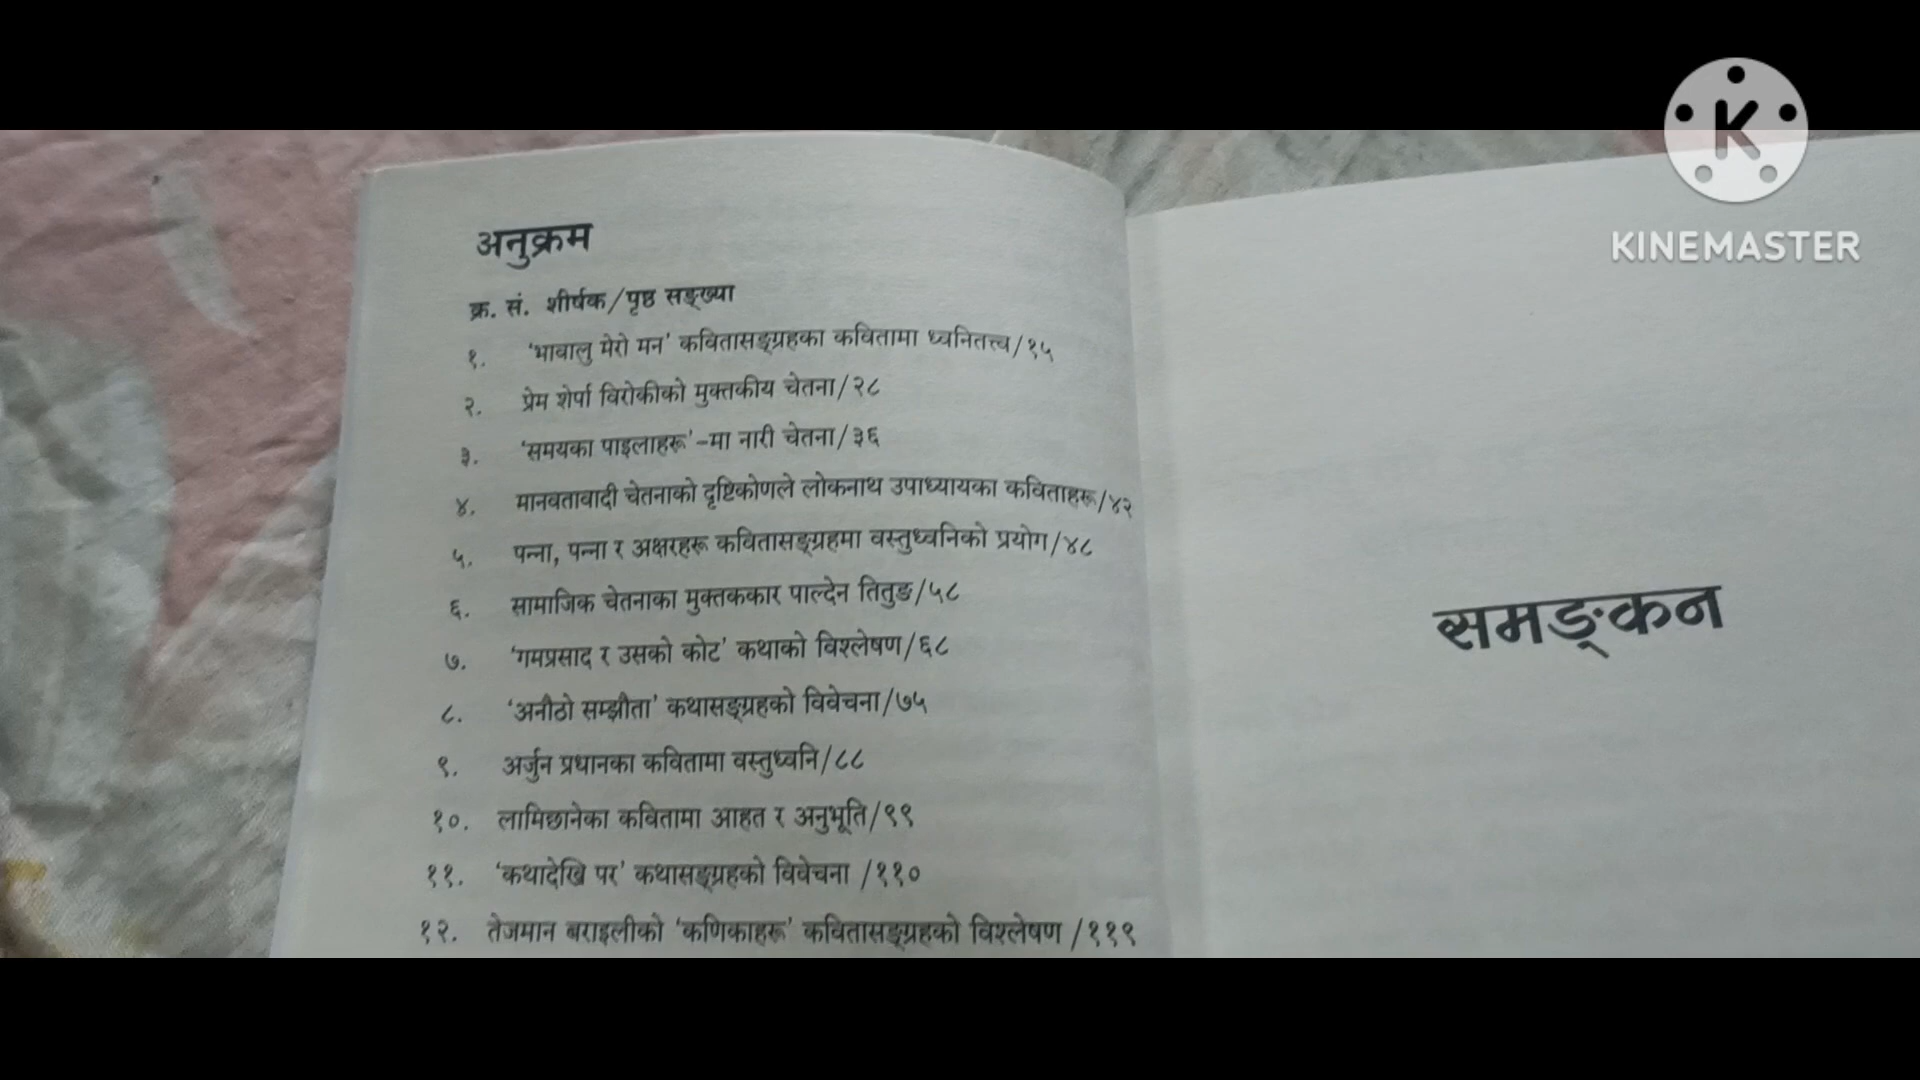 अनुक्रम
क्र. सं. शीर्षक/पृष्ठ सङ्ख्या
१. 'भावालु मेरो मन' कवितासङ्ग्रहका कवितामा ध्वनितत्त्व/१५
२. प्रेम शेर्पा विरोकीको मुक्तकीय चेतना/२८
३. 'समयका पाइलाहरू'-मा नारी चेतना/३६
४. मानवतावादी चेतनाको दृष्टिकोणले लोकनाथ उपाध्यायका कविताहरू/४२
५. पन्ना, पन्ना र अक्षरहरू कवितासङ्ग्रहमा वस्तुध्वनिको प्रयोग/४८
६. सामाजिक चेतनाका मुक्तककार पाल्देन तितुङ/५८
७. 'गमप्रसाद र उसको कोट' कथाको विश्लेषण/६८
८. 'अनौठो सम्झौता' कथासङ्ग्रहको विवेचना/७५
९. अर्जुन प्रधानका कवितामा वस्तुध्वनि/८८
१०. लामिछानेका कवितामा आहत र अनुभूति/९९
११. 'कथादेखि पर' कथासङ्ग्रहको विवेचना /११०
१२. तेजमान बराइलीको 'कणिकाहरू' कवितासङ्ग्रहको विश्लेषण /११९
समङ्कन
K
KINEMASTER